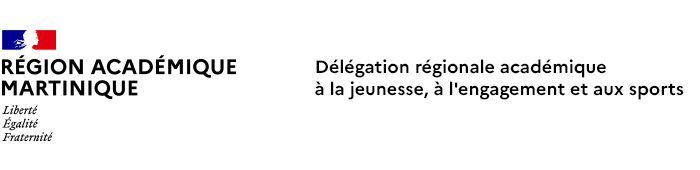 RÉGION ACADÉMIQUE
MARTINIQUE
Liberté
Égalité
Fraternité
Délégation régionale académique
à la jeunesse, à l'engagement et aux sports